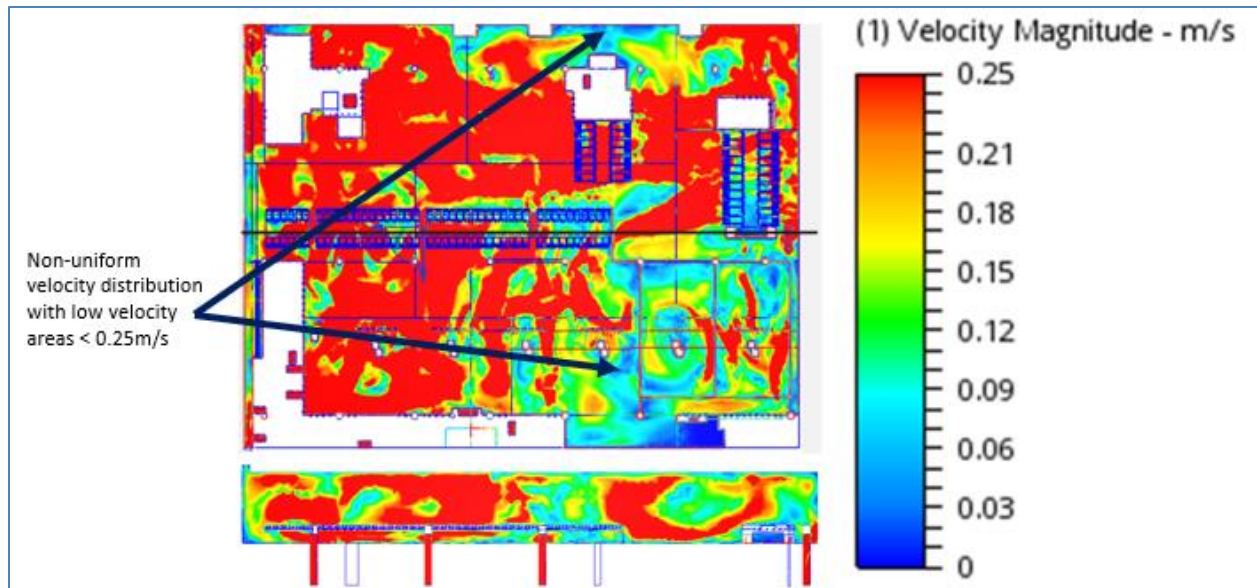 (1) Velocity Magnitude - m/s
0.25
0.21
0.18
0.15
0.12
0.09
0.06
0.03
0
Non-uniform
velocity distribution
with low velocity
areas < 0.25m/s